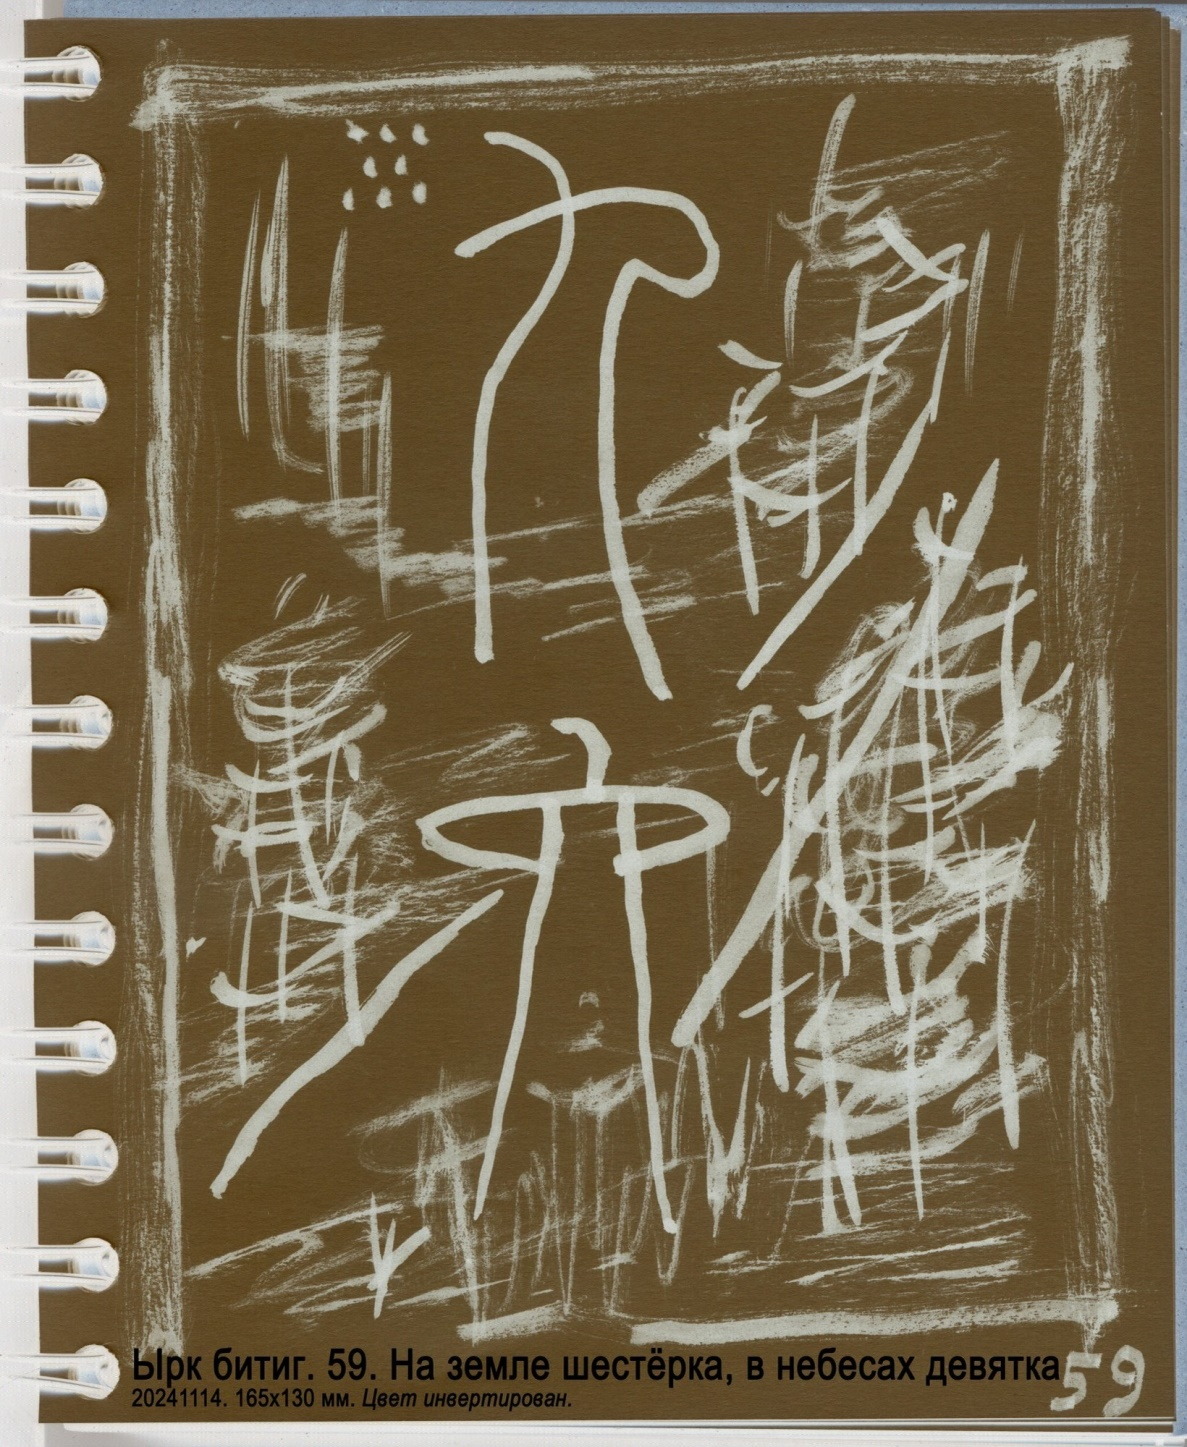 Ырк битиг. 59. На земле шестёрка, в небесах девятка
59
20241114. 165x130 мм. Цвет инвертирован.